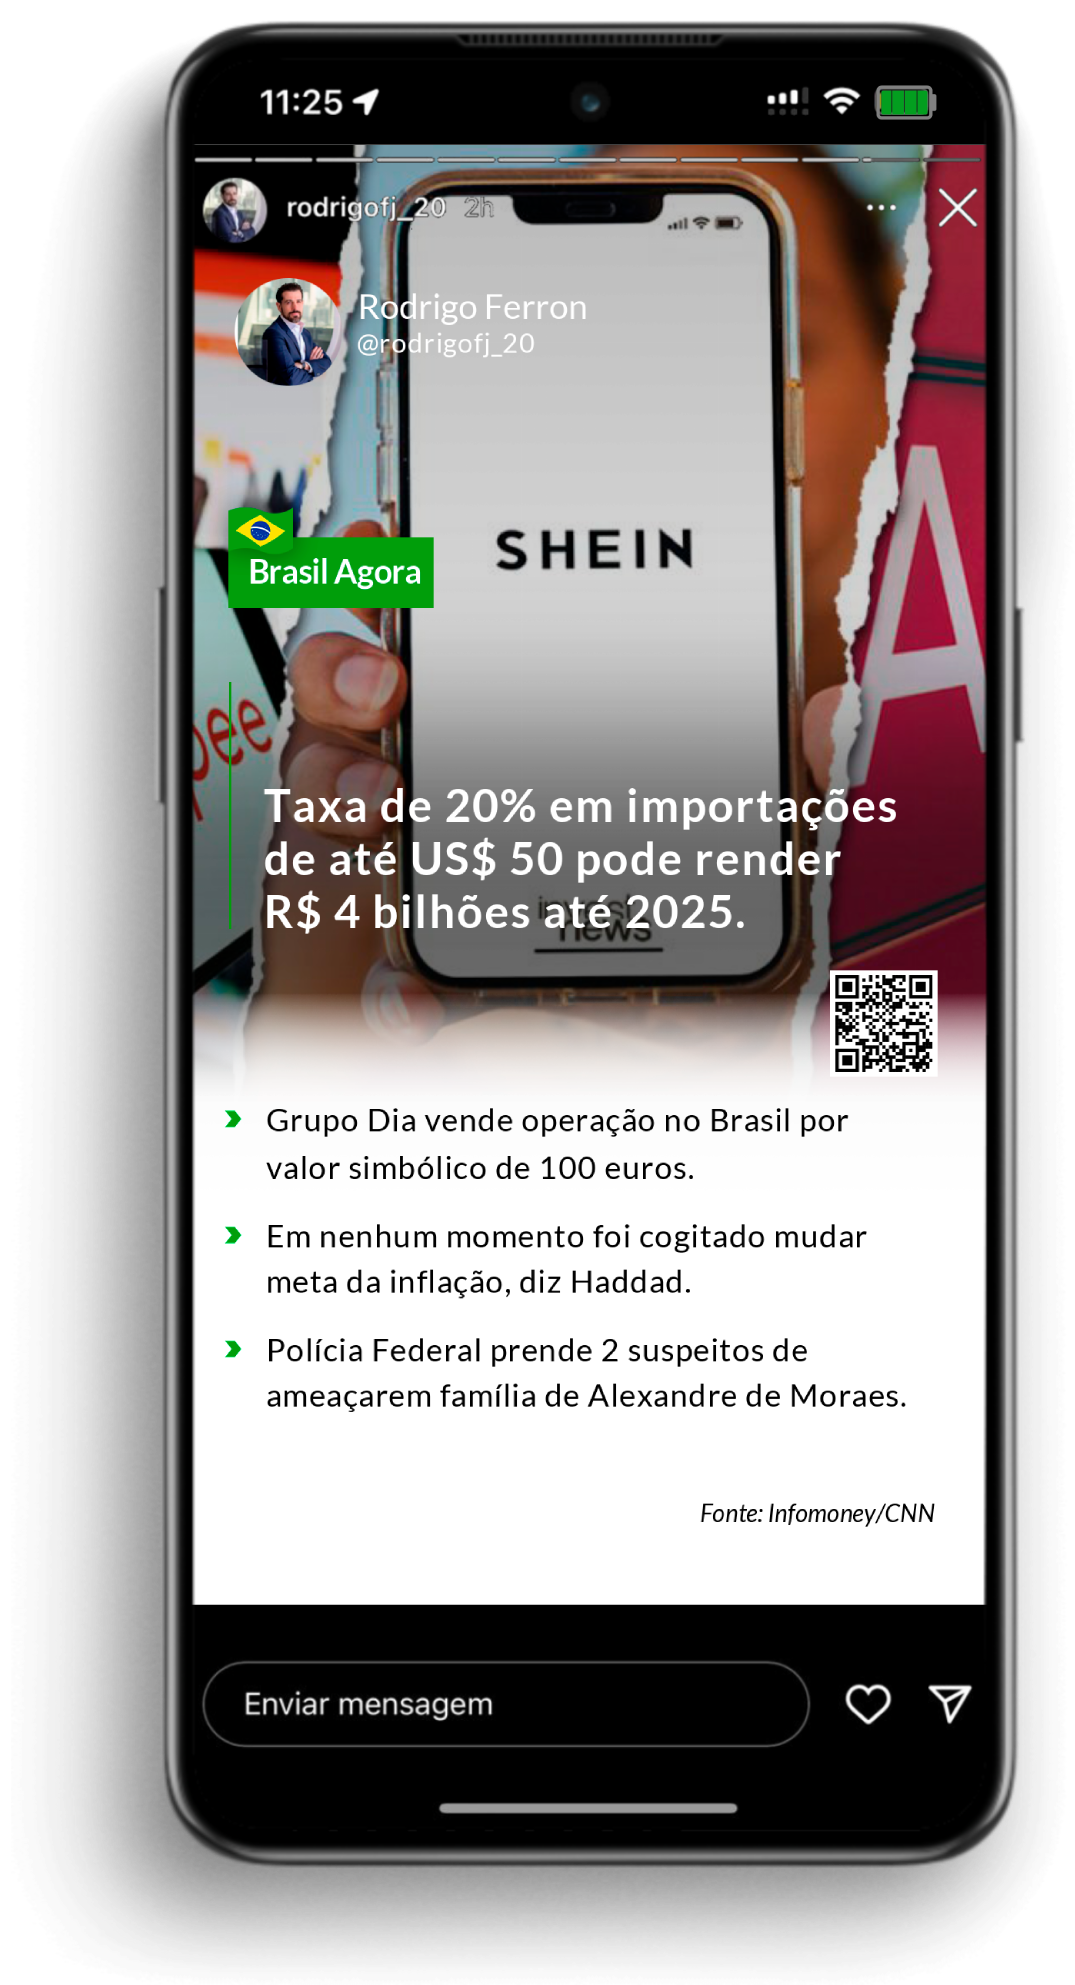 11:25
rodrigofj_20 2h
Rodrigo Ferron
@rodrigofj_20
SHEIN
Brasil Agora
pee
A
Taxa de 20% em importações
de até US$ 50 pode render
R$ 4 bilhões até 2025.
invest
news
Grupo Dia vende operação no Brasil por
valor simbólico de 100 euros.
Em nenhum momento foi cogitado mudar
meta da inflação, diz Haddad.
Polícia Federal prende 2 suspeitos de
ameaçarem família de Alexandre de Moraes.
Fonte: Infomoney/CNN
Enviar mensagem